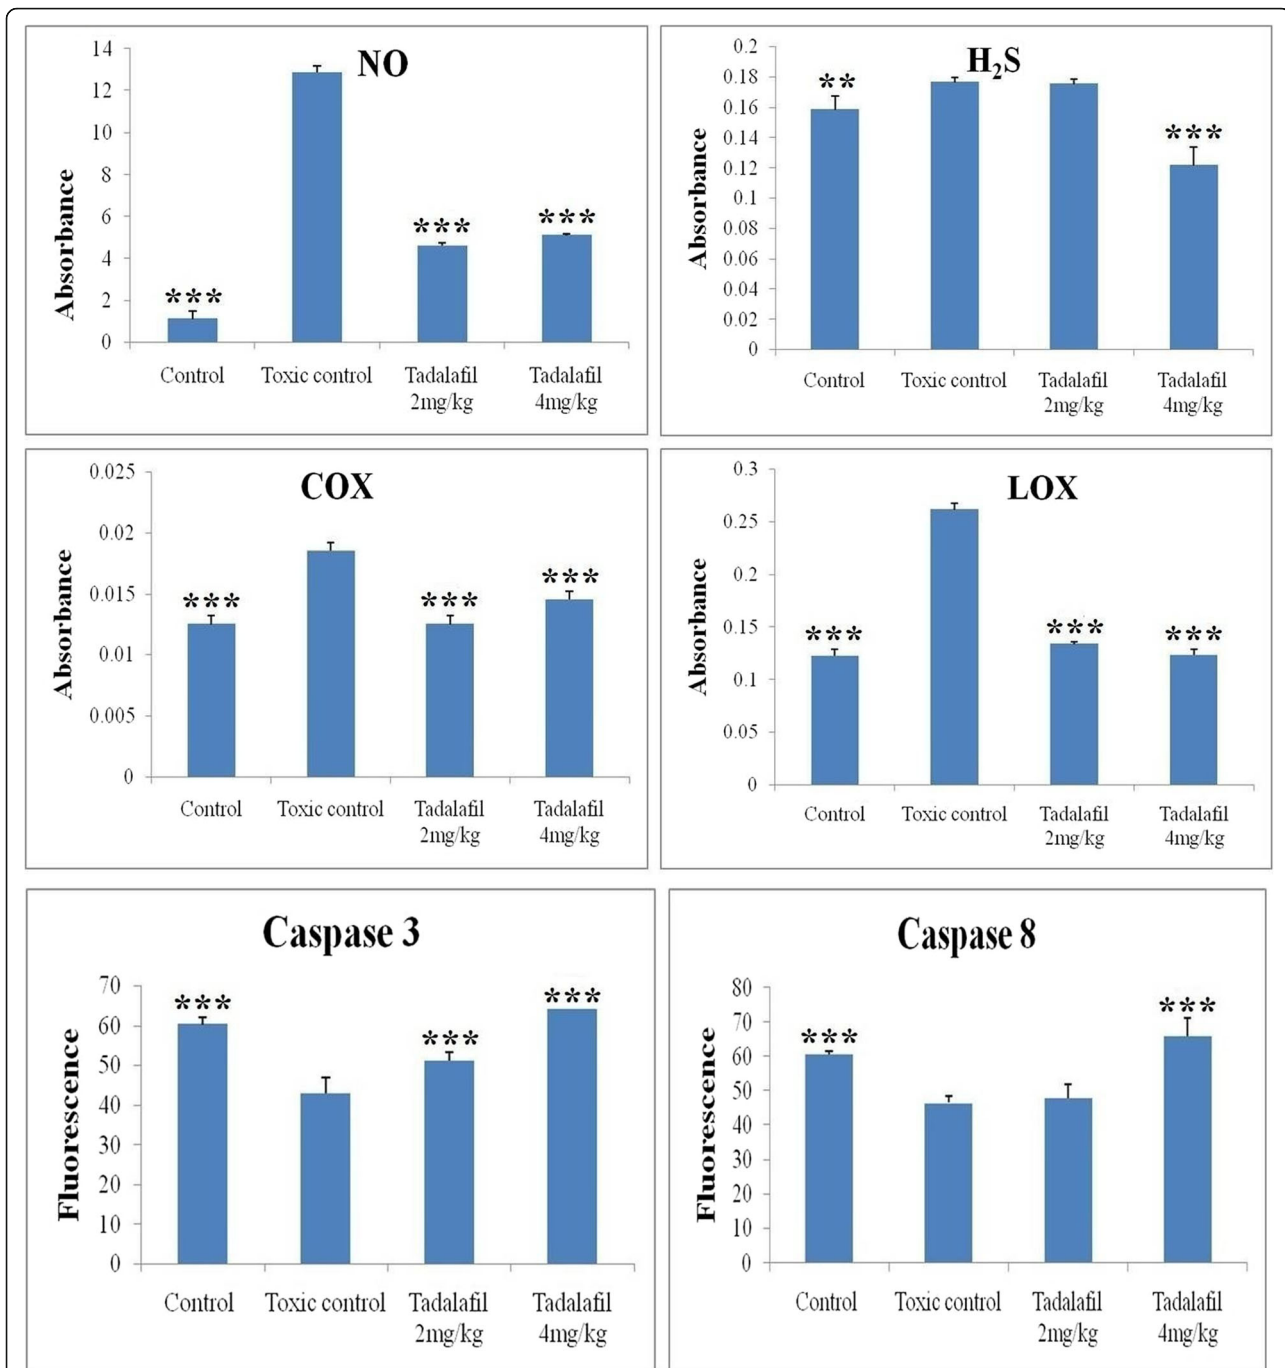 NO
14
12
10
8
6
4
2
0
Absorbance
***
***
***
Control
Toxic control
Tadalafil
2mg/kg
Tadalafil
4mg/kg
H₂S
0.2
0.18
0.16
0.14
0.12
0.1
0.08
0.06
0.04
0.02
0
Absorbance
**
***
Control
Toxic control
Tadalafil
2mg/kg
Tadalafil
4mg/kg
COX
0.025
0.02
0.015
0.01
0.005
0
Absorbance
***
***
***
Control
Toxic control
Tadalafil
2mg/kg
Tadalafil
4mg/kg
LOX
0.3
0.25
0.2
0.15
0.1
0.05
0
Absorbance
***
***
***
Control
Toxic control
Tadalafil
2mg/kg
Tadalafil
4mg/kg
Caspase 3
70
60
50
40
30
20
10
0
Fluorescence
***
***
***
Control
Toxic control
Tadalafil
2mg/kg
Tadalafil
4mg/kg
Caspase 8
80
70
60
50
40
30
20
10
0
Fluorescence
***
***
Control
Toxic control
Tadalafil
2mg/kg
Tadalafil
4mg/kg